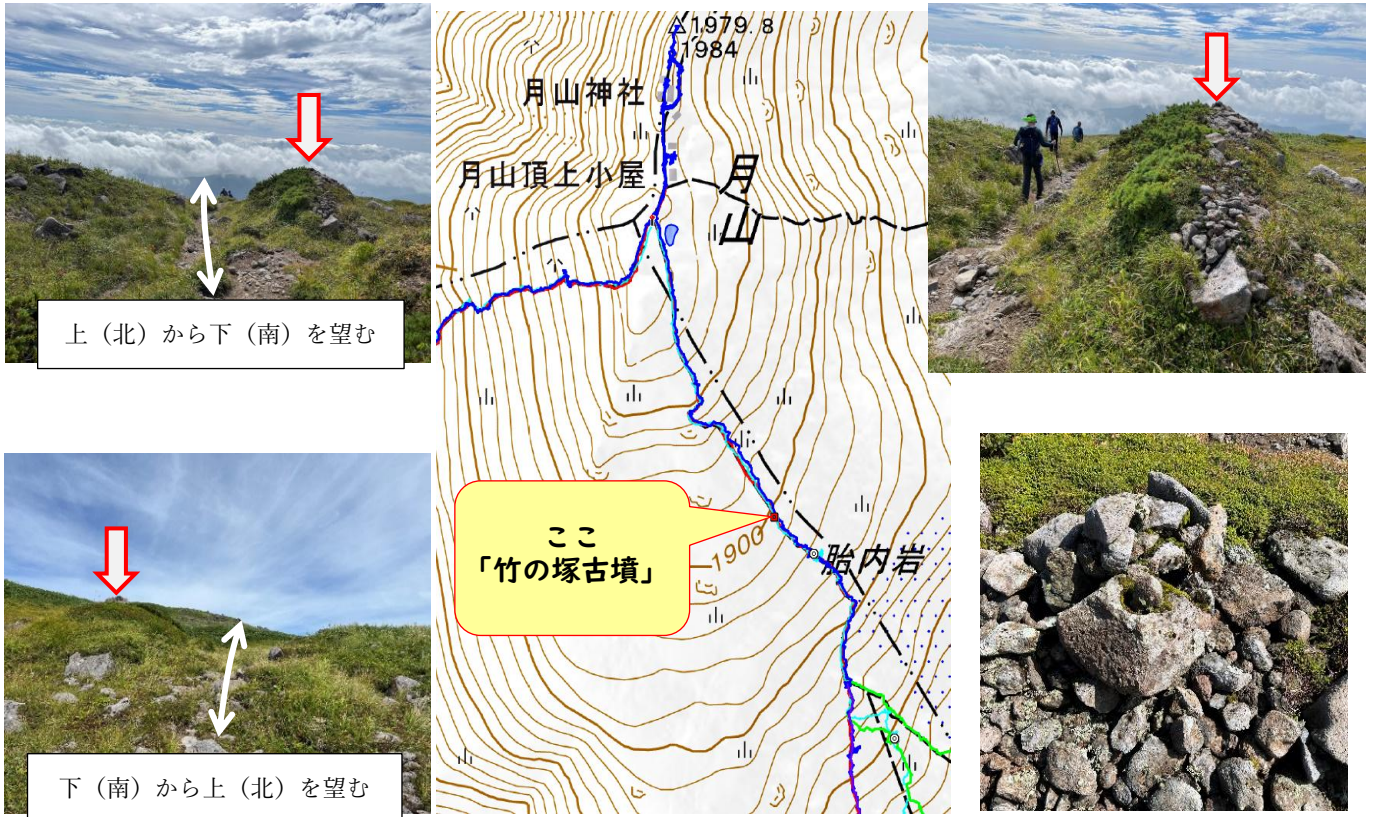 上（北）から下（南）を望む
下（南）から上（北）を望む
△1979.8
1984
月山神社
月山頂上小屋
月山
ここ
「竹の塚古墳」
1900
胎内岩